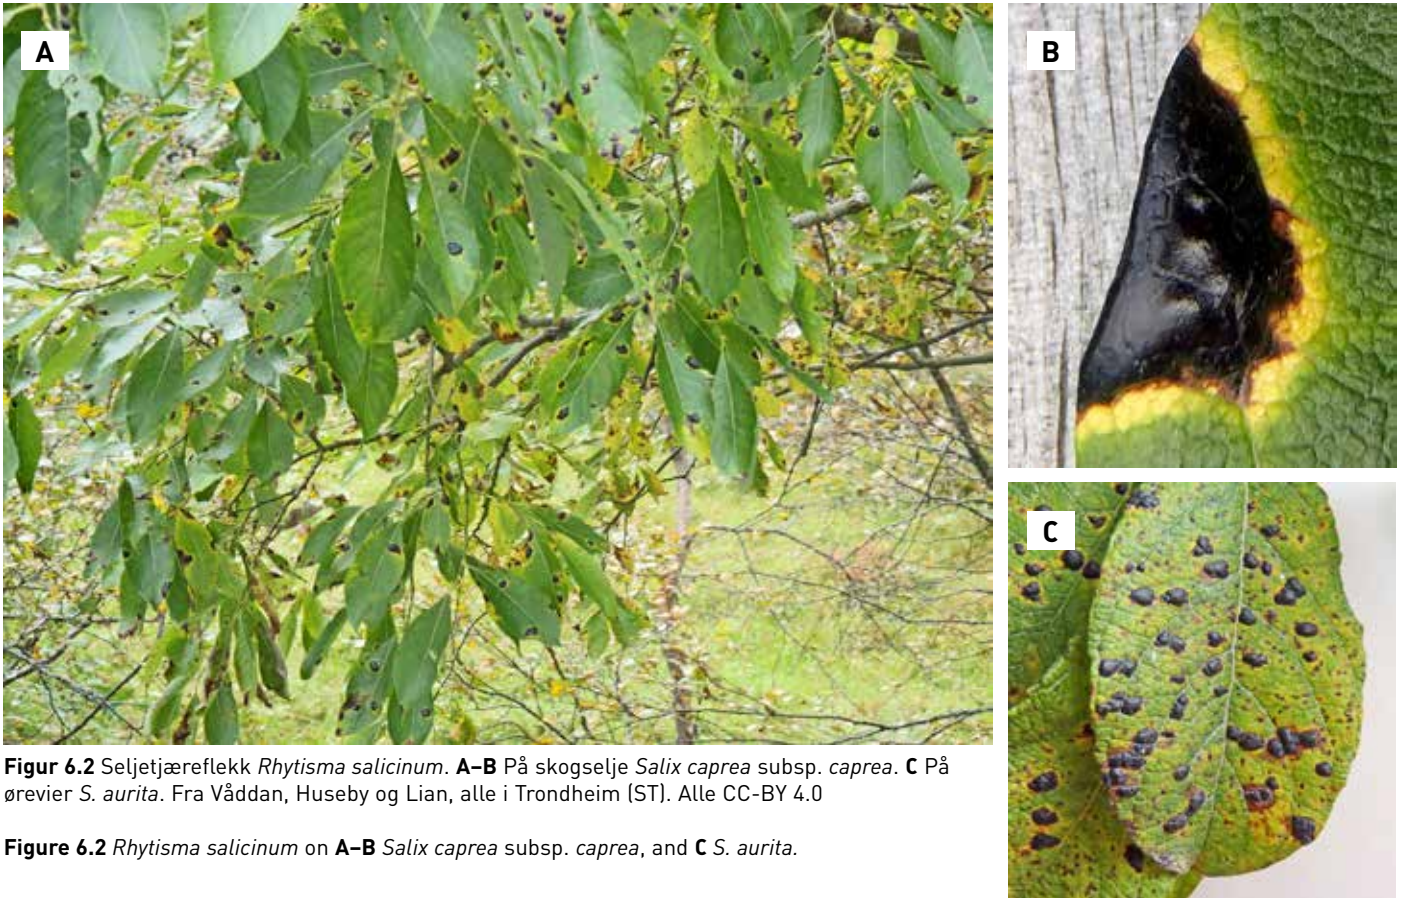 A
B
C
Figur 6.2 Seljetjæreflekk Rhytisma salicinum. A–B På skogselje Salix caprea subsp. caprea. C På
ørevier S. aurita. Fra Våddan, Huseby og Lian, alle i Trondheim (ST). Alle CC-BY 4.0
Figure 6.2 Rhytisma salicinum on A–B Salix caprea subsp. caprea, and C S. aurita.